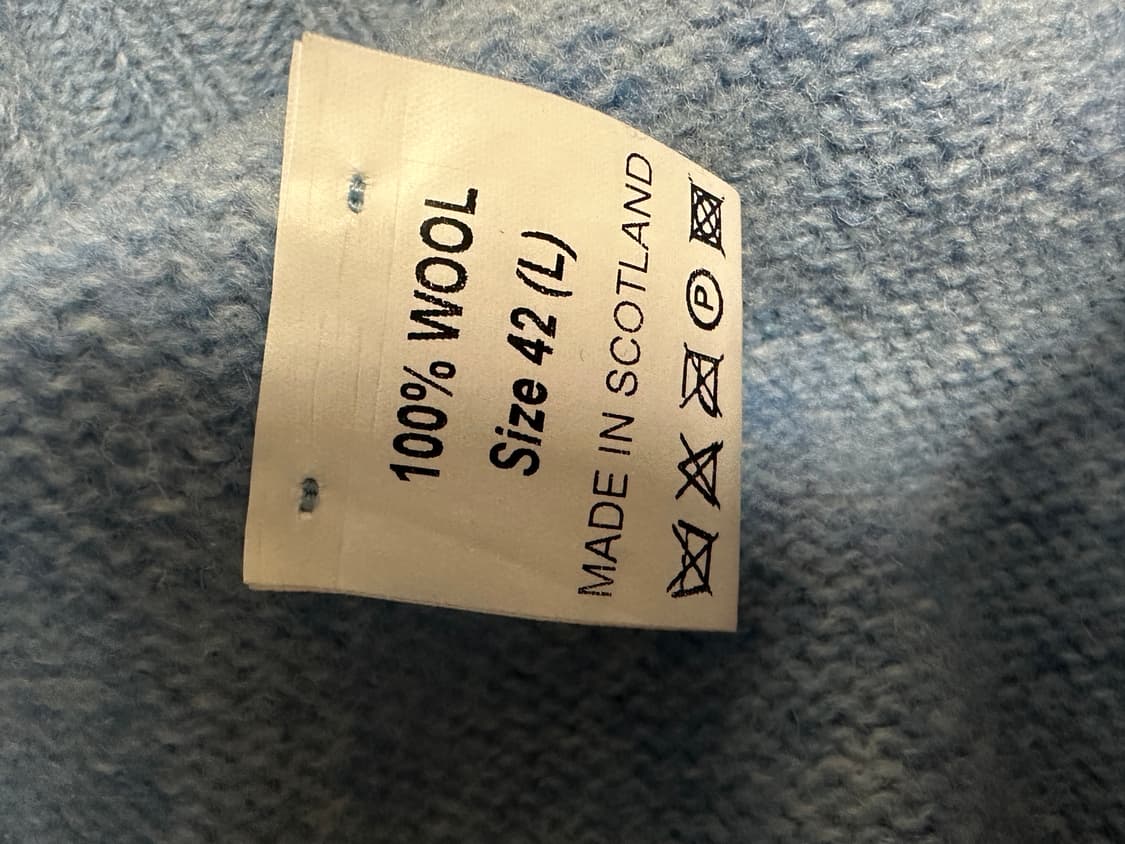 100% WOOL
Size 42 (L)
MADE IN SCOTLAND
P